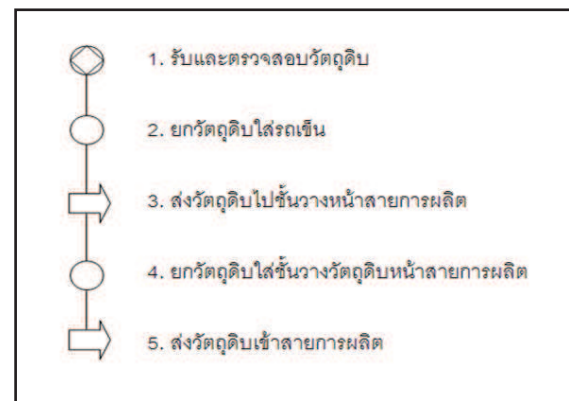 1. รับและตรวจสอบวัตถุดิบ
2. ยกวัตถุดิบใส่รถเข็น
3. ส่งวัตถุดิบไปชั้นวางหน้าสายการผลิต
4. ยกวัตถุดิบใส่ชั้นวางวัตถุดิบหน้าสายการผลิต
5. ส่งวัตถุดิบเข้าสายการผลิต